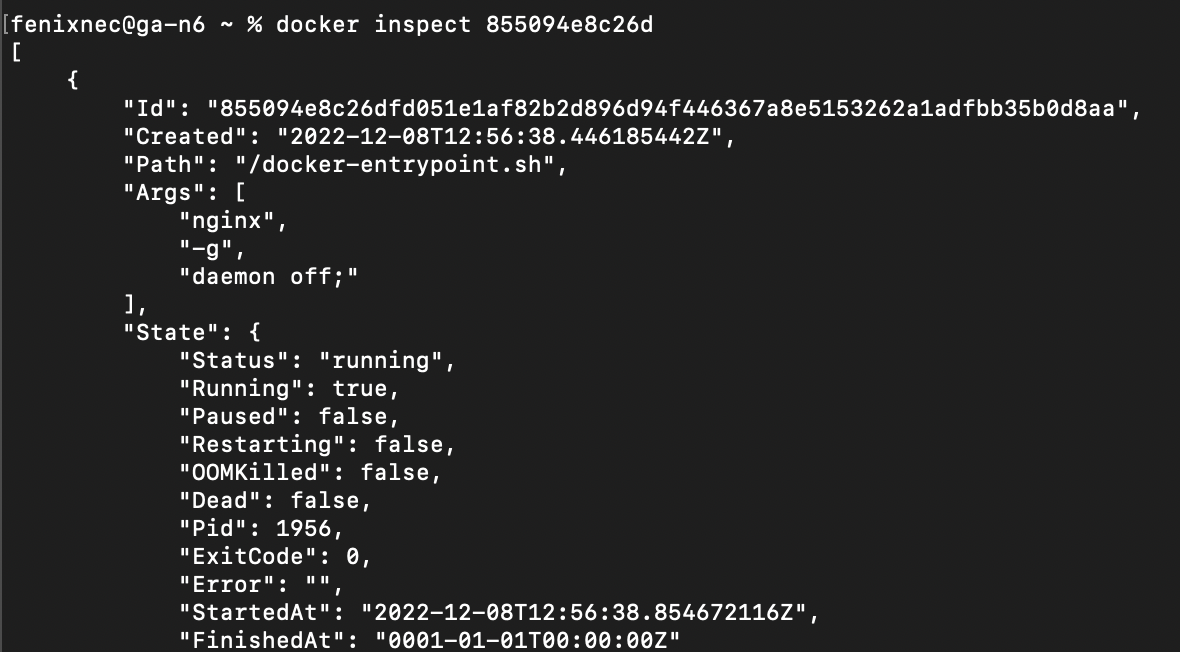 [fenixnec@ga-n6 ~ % docker inspect 855094e8c26d
[
    {
        "Id": "855094e8c26dfd051e1af82b2d896d94f446367a8e5153262a1adfbb35b0d8aa",
        "Created": "2022-12-08T12:56:38.446185442Z",
        "Path": "/docker-entrypoint.sh",
        "Args": [
            "nginx",
            "-g",
            "daemon off;"
        ],
        "State": {
            "Status": "running",
            "Running": true,
            "Paused": false,
            "Restarting": false,
            "OOMKilled": false,
            "Dead": false,
            "Pid": 1956,
            "ExitCode": 0,
            "Error": "",
            "StartedAt": "2022-12-08T12:56:38.854672116Z",
            "FinishedAt": "0001-01-01T00:00:00Z"